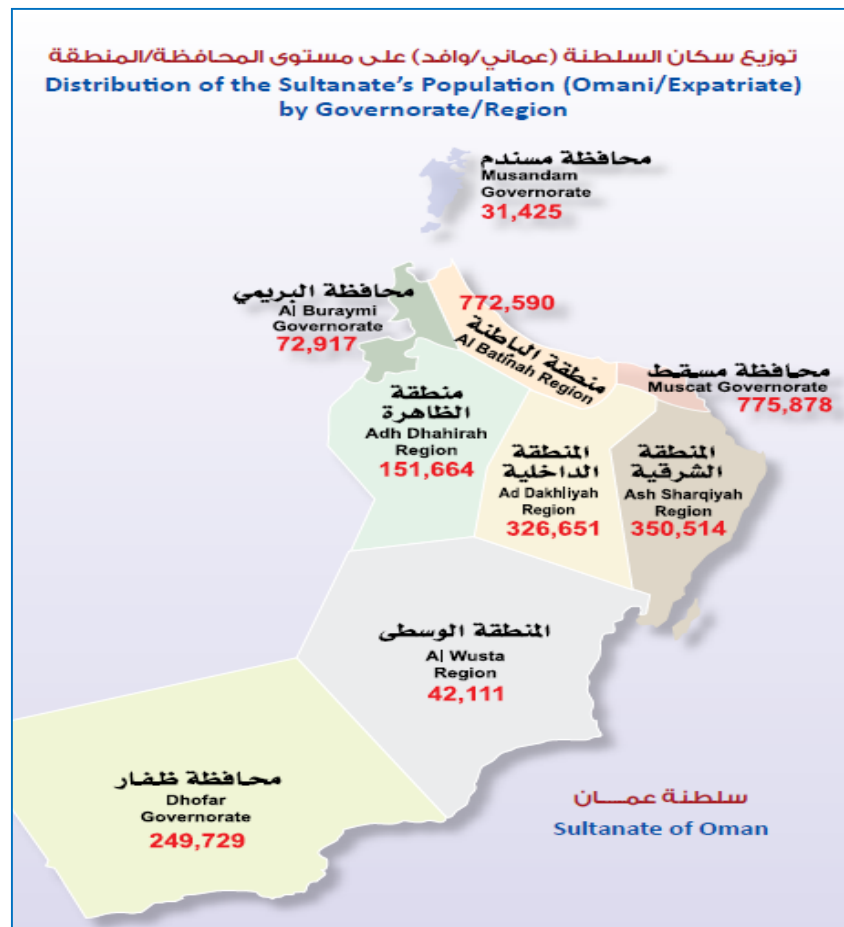 توزيع سكان السلطنة (عماني/وافد) على مستوى المحافظة/المنطقة
Distribution of the Sultanate's Population (Omani/Expatriate)
by Governorate/Region
محافظة مسندم
Musandam
Governorate
31,425
محافظة البريمي
Al Buraymi
Governorate
72,917
772,590
منطقة الباطنة
Al Batinah Region
محافظة مسقط
Muscat Governorate
775,878
منطقة
الظاهرة
Adh Dhahirah
Region
151,664
المنطقة
الداخلية
Ad Dakhliyah
Region
326,651
المنطقة
الشرقية
Ash Sharqiyah
Region
350,514
المنطقة الوسطى
Al Wusta
Region
42,111
محافظة ظفار
Dhofar
Governorate
249,729
سلطنة عمــــان
Sultanate of Oman